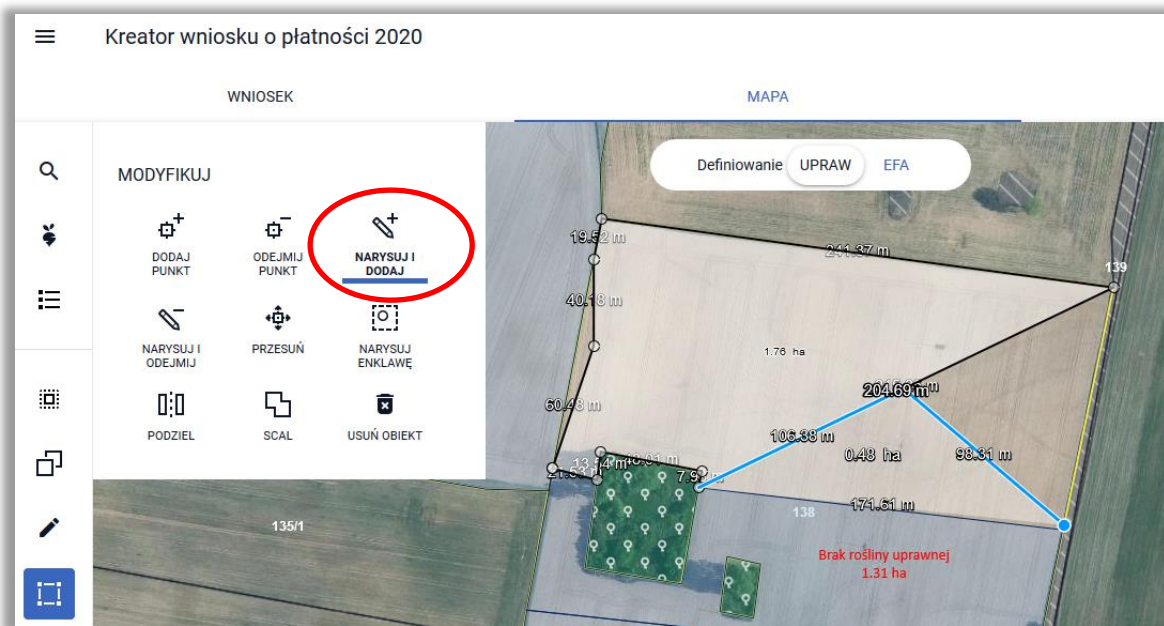 Kreator wniosku o płatności 2020
WNIOSEK
MAPA
MODYFIKUJ
DODAJ
PUNKT
ODEJMIJ
PUNKT
NARYSUJ I
DODAJ
NARYSUJ I
ODEJMIJ
PRZESUŃ
NARYSUJ
ENKLAWĘ
PODZIEL
SCAL
USUŃ OBIEKT
Definiowanie UPRAW EFA
19.52 m
241.37 m
139
40.18 m
1.76 ha
204.69 m
60.48 m
106.38 m
0.48 ha
98.31 m
171.61 m
138
135/1
Brak rośliny uprawnej
1.31 ha